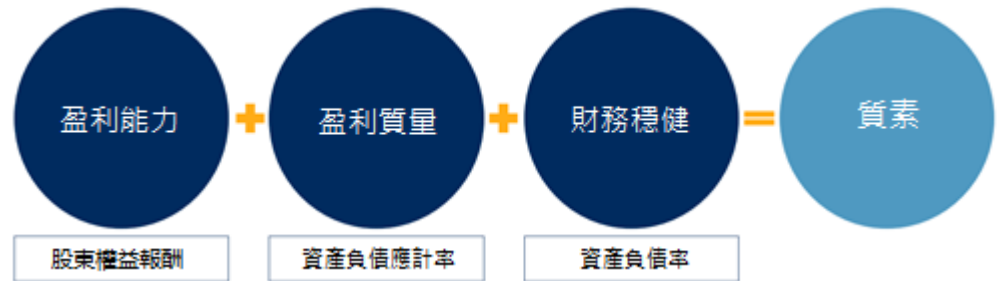 盈利能力 + 盈利質量 + 財務穩健 = 質素
股東權益報酬 資產負債應計率 資產負債率